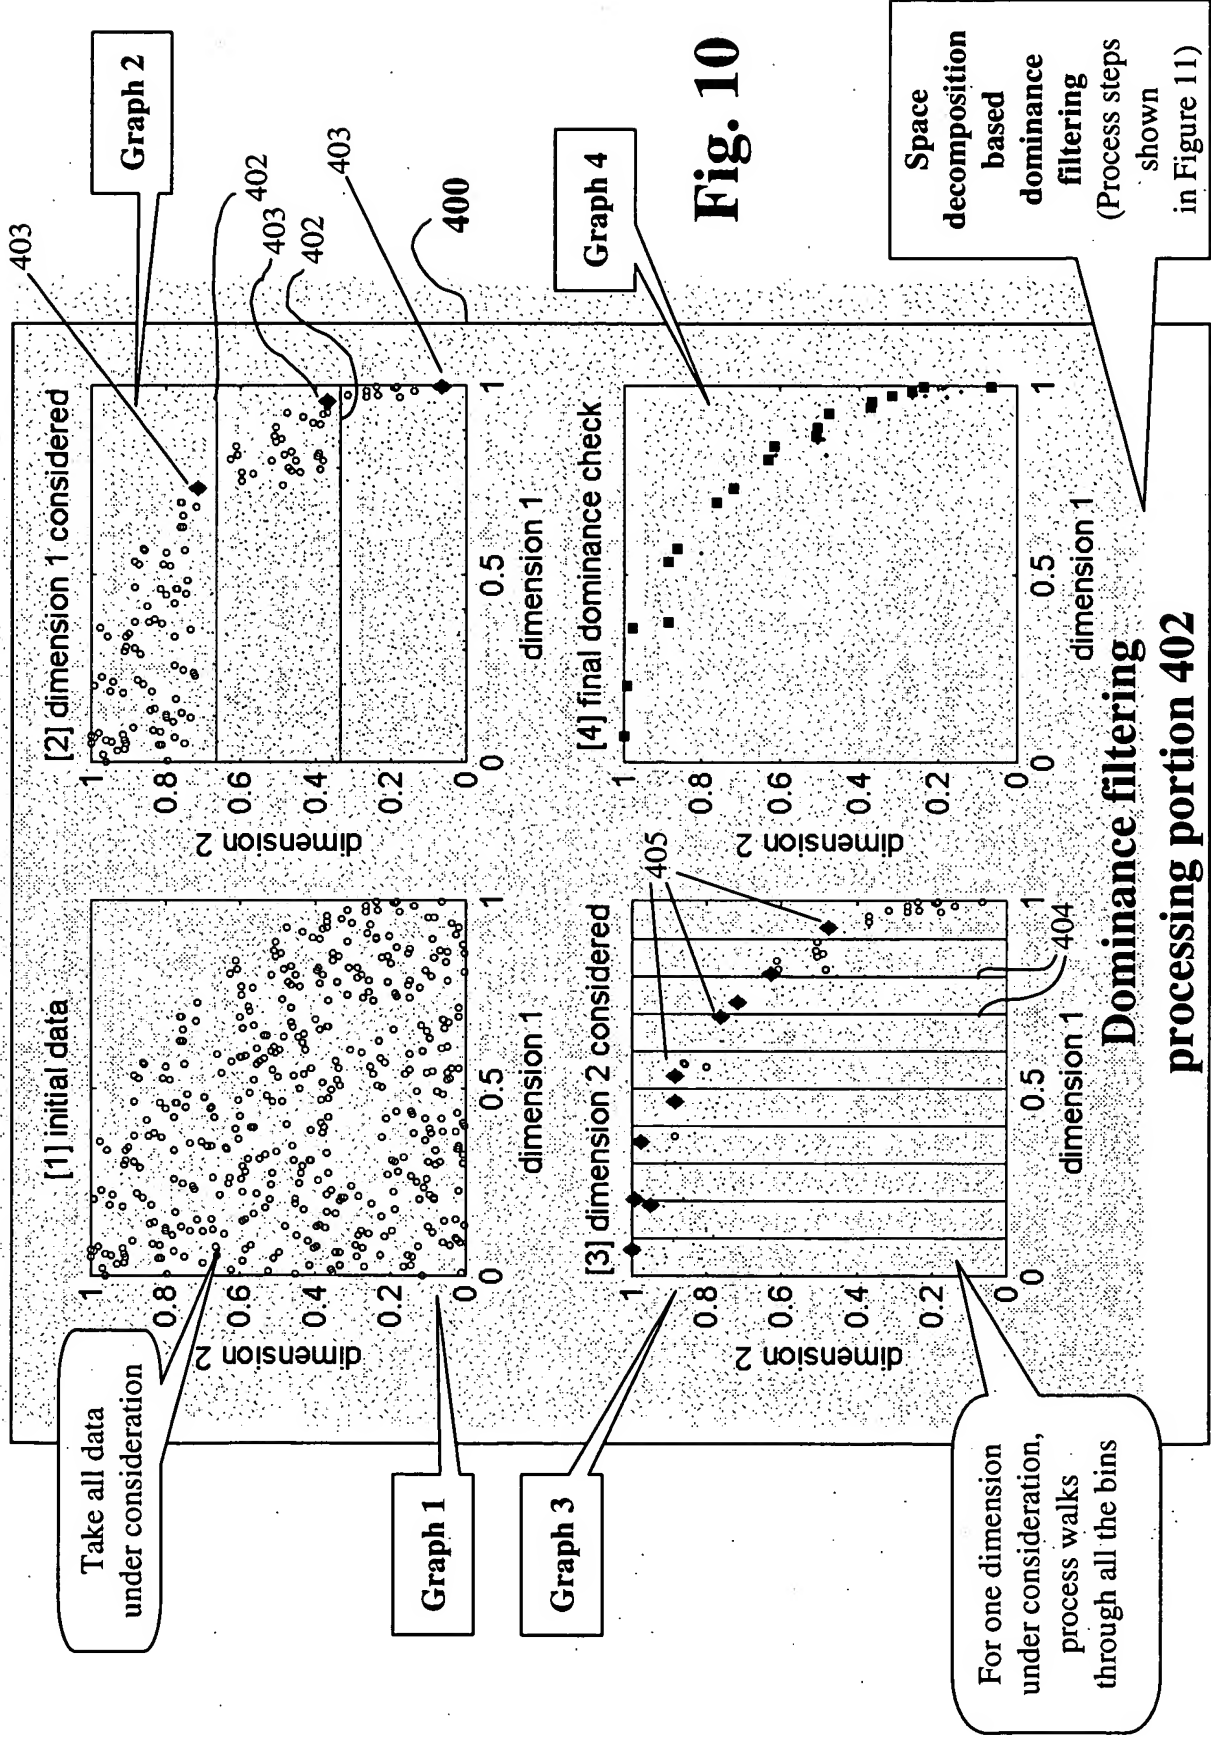 Take all data
under consideration
Graph 1
[1] initial data
1
0.8
0.6
0.4
0.2
0
dimension 2
0
0.5
1
dimension 1
Graph 2
[2] dimension 1 considered
1
0.8
0.6
0.4
0.2
0
dimension 2
0
0.5
1
dimension 1
403
402
403
402
403
400
Graph 3
[3] dimension 2 considered
1
0.8
0.6
0.4
0.2
0
dimension 2
0
0.5
1
dimension 1
405
404
For one dimension
under consideration,
process walks
through all the bins
Graph 4
[4] final dominance check
1
0.8
0.6
0.4
0.2
0
dimension 2
0
0.5
1
dimension 1
Fig. 10
Dominance filtering
processing portion 402
Space
decomposition
based
dominance
filtering
(Process steps
shown
in Figure 11)